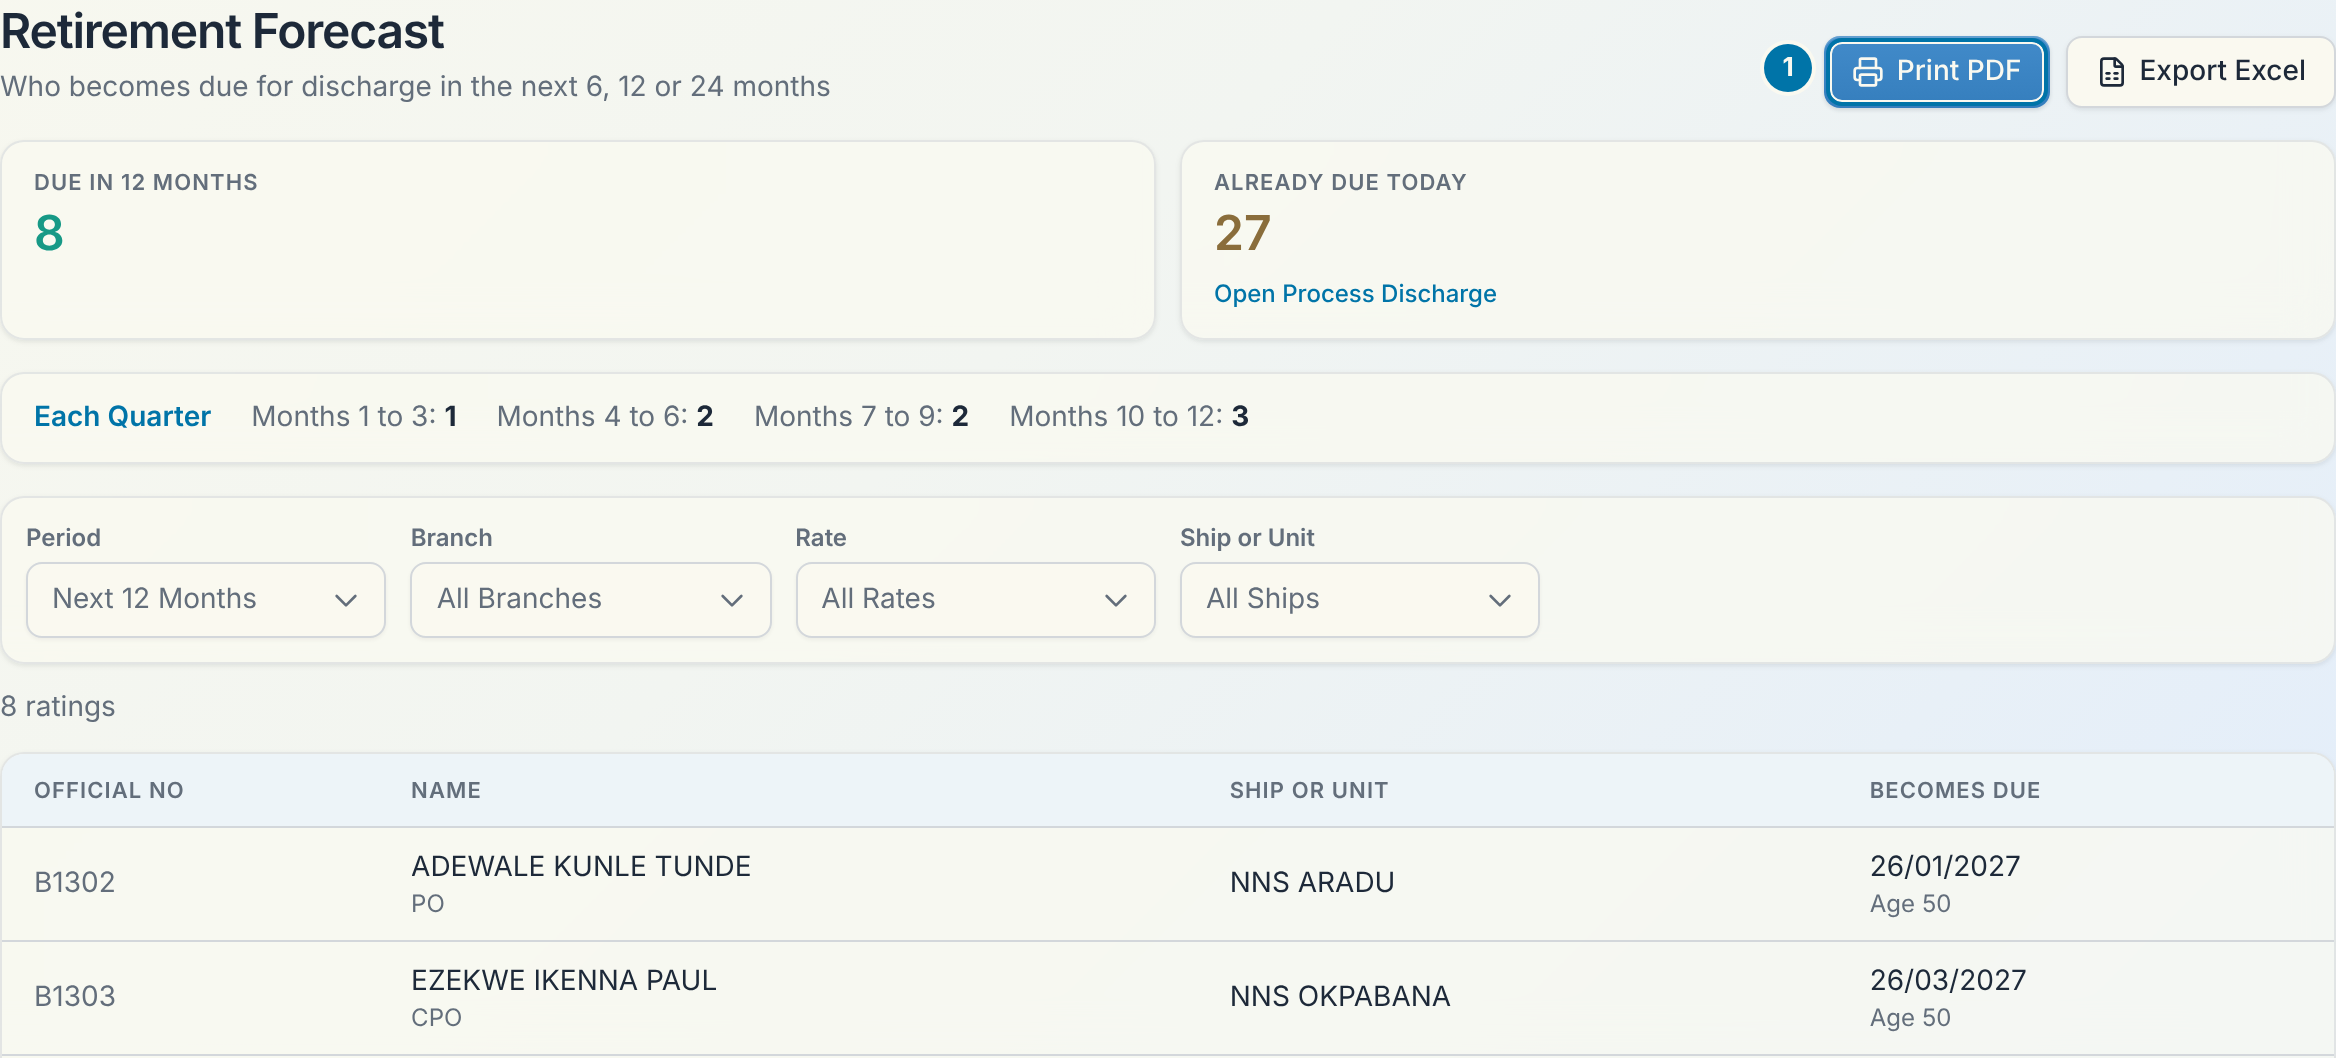 Retirement Forecast
Who becomes due for discharge in the next 6, 12 or 24 months
1
Print PDF
Export Excel
DUE IN 12 MONTHS
8
ALREADY DUE TODAY
27
Open Process Discharge
Each Quarter Months 1 to 3: 1 Months 4 to 6: 2 Months 7 to 9: 2 Months 10 to 12: 3
Period Branch Rate Ship or Unit
Next 12 Months All Branches All Rates All Ships
8 ratings
OFFICIAL NO NAME SHIP OR UNIT BECOMES DUE
B1302 ADEWALE KUNLE TUNDE NNS ARADU 26/01/2027
PO Age 50
B1303 EZEKWE IKENNA PAUL NNS OKPABANA 26/03/2027
CPO Age 50